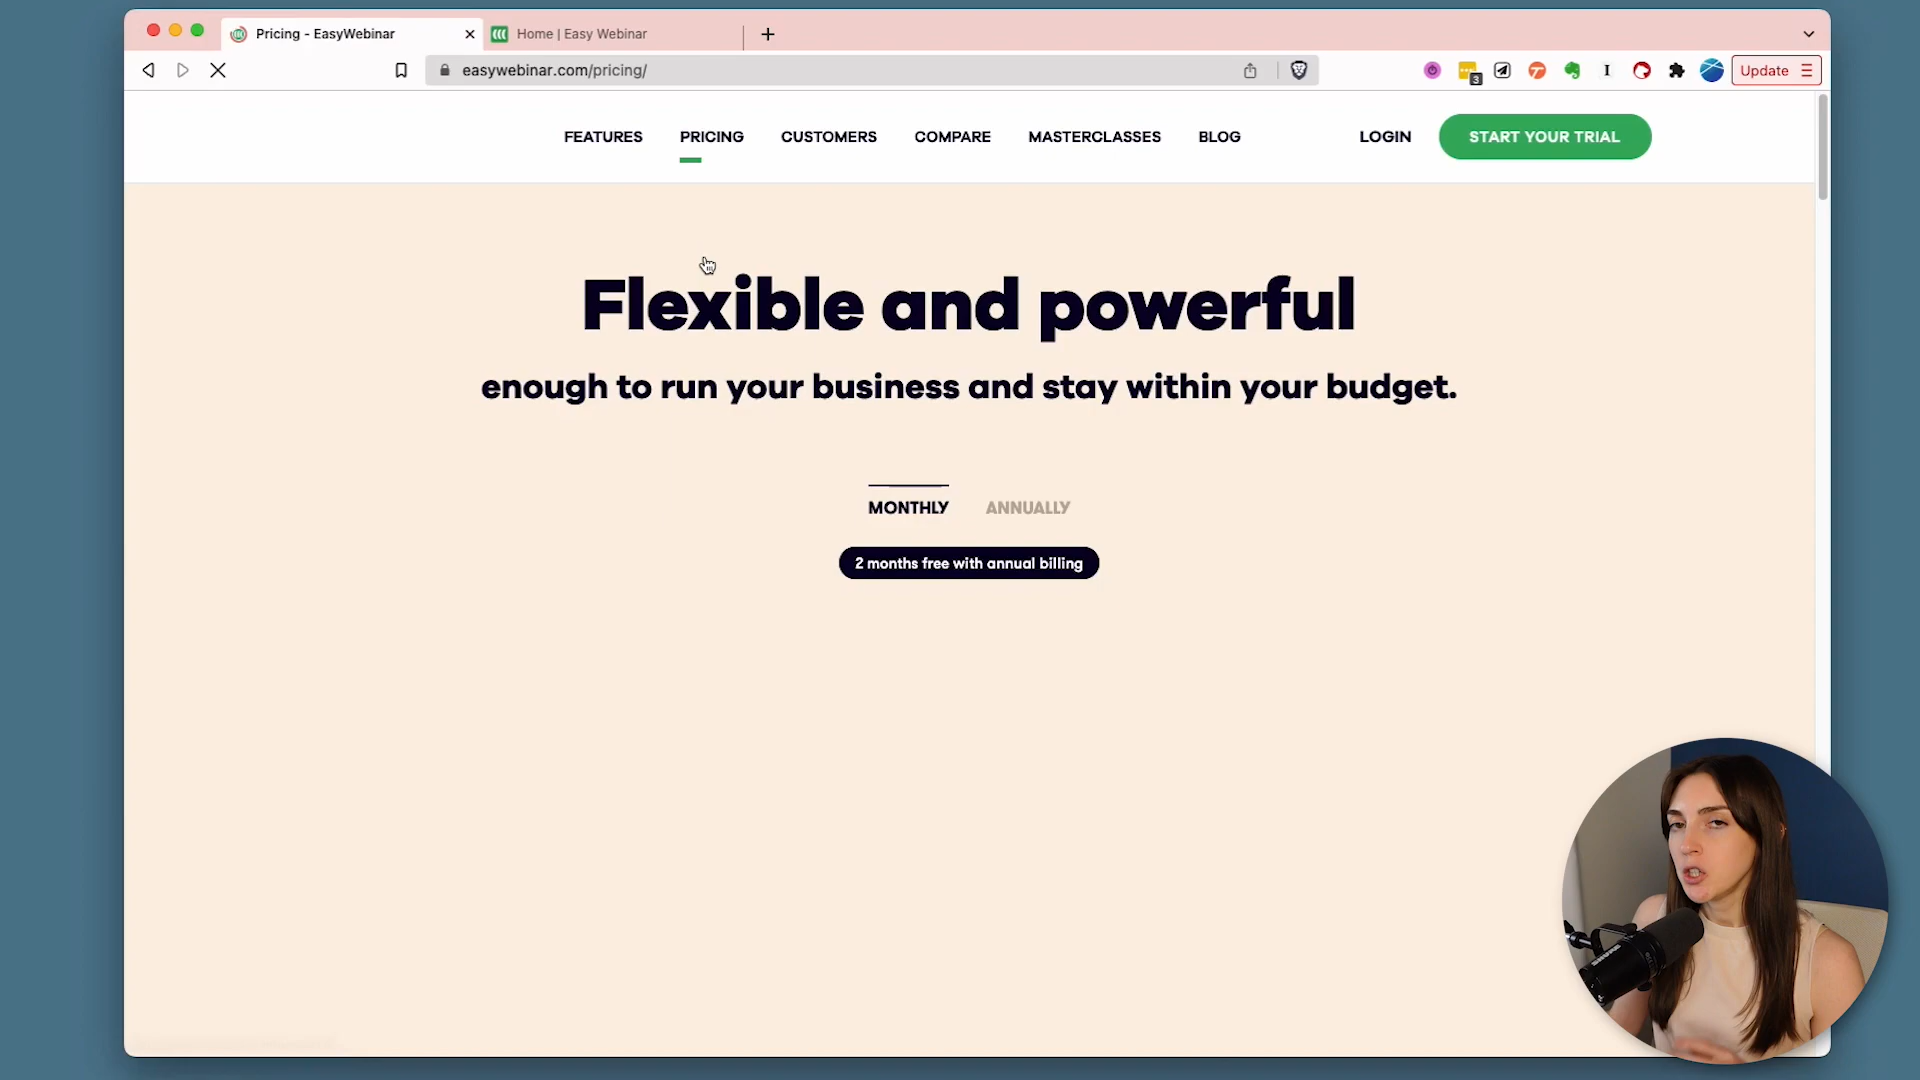 Pricing - EasyWebinar
Home | Easy Webinar
easywebinar.com/pricing/
3
Update
FEATURES
PRICING
CUSTOMERS
COMPARE
MASTERCLASSES
BLOG
LOGIN
START YOUR TRIAL
Flexible and powerful
enough to run your business and stay within your budget.
MONTHLY
ANNUALLY
2 months free with annual billing